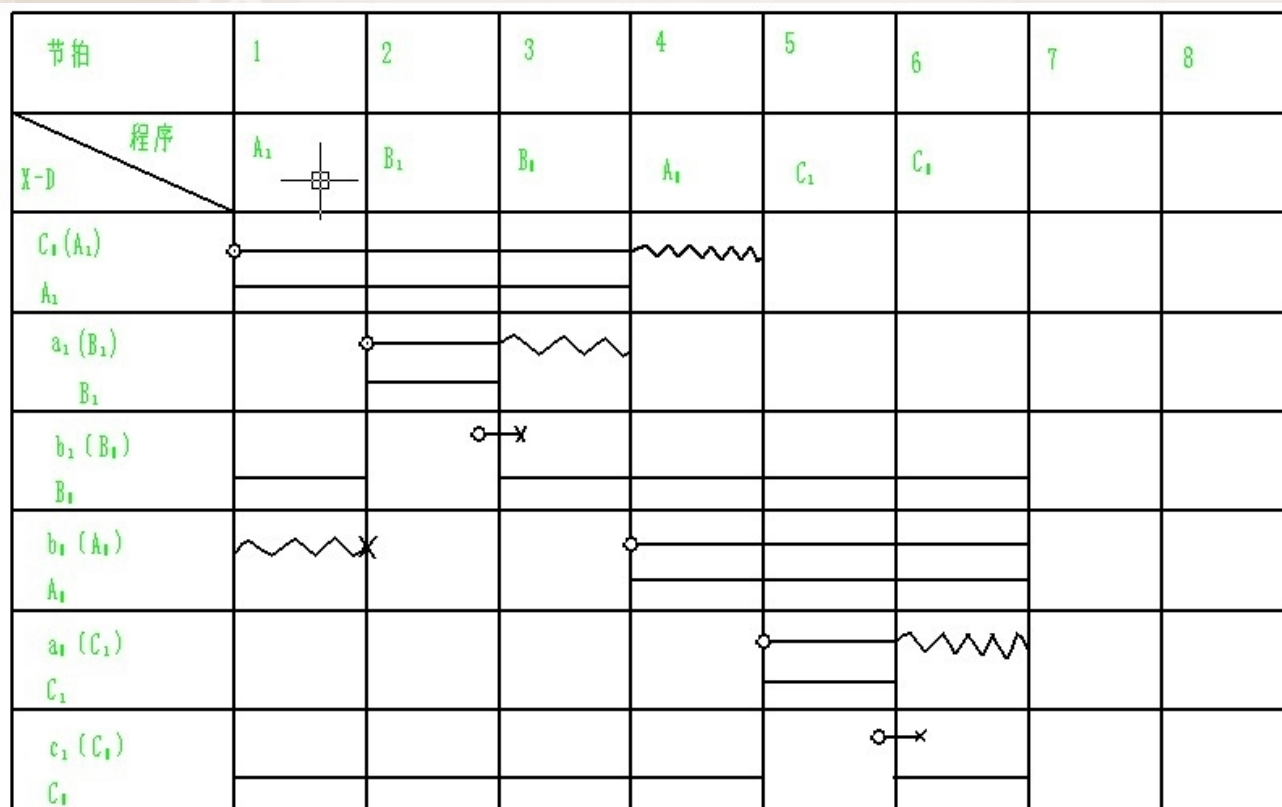 节拍 1 2 3 4 5 6 7 8
程序 A₁ B₁ B₀ A₀ C₁ C₀
X-D
C₀(A₁)
A₁
a₁(B₁)
B₁
b₁(B₀)
B₀
b₀(A₀)
A₀
a₀(C₁)
C₁
c₁(C₀)
C₀